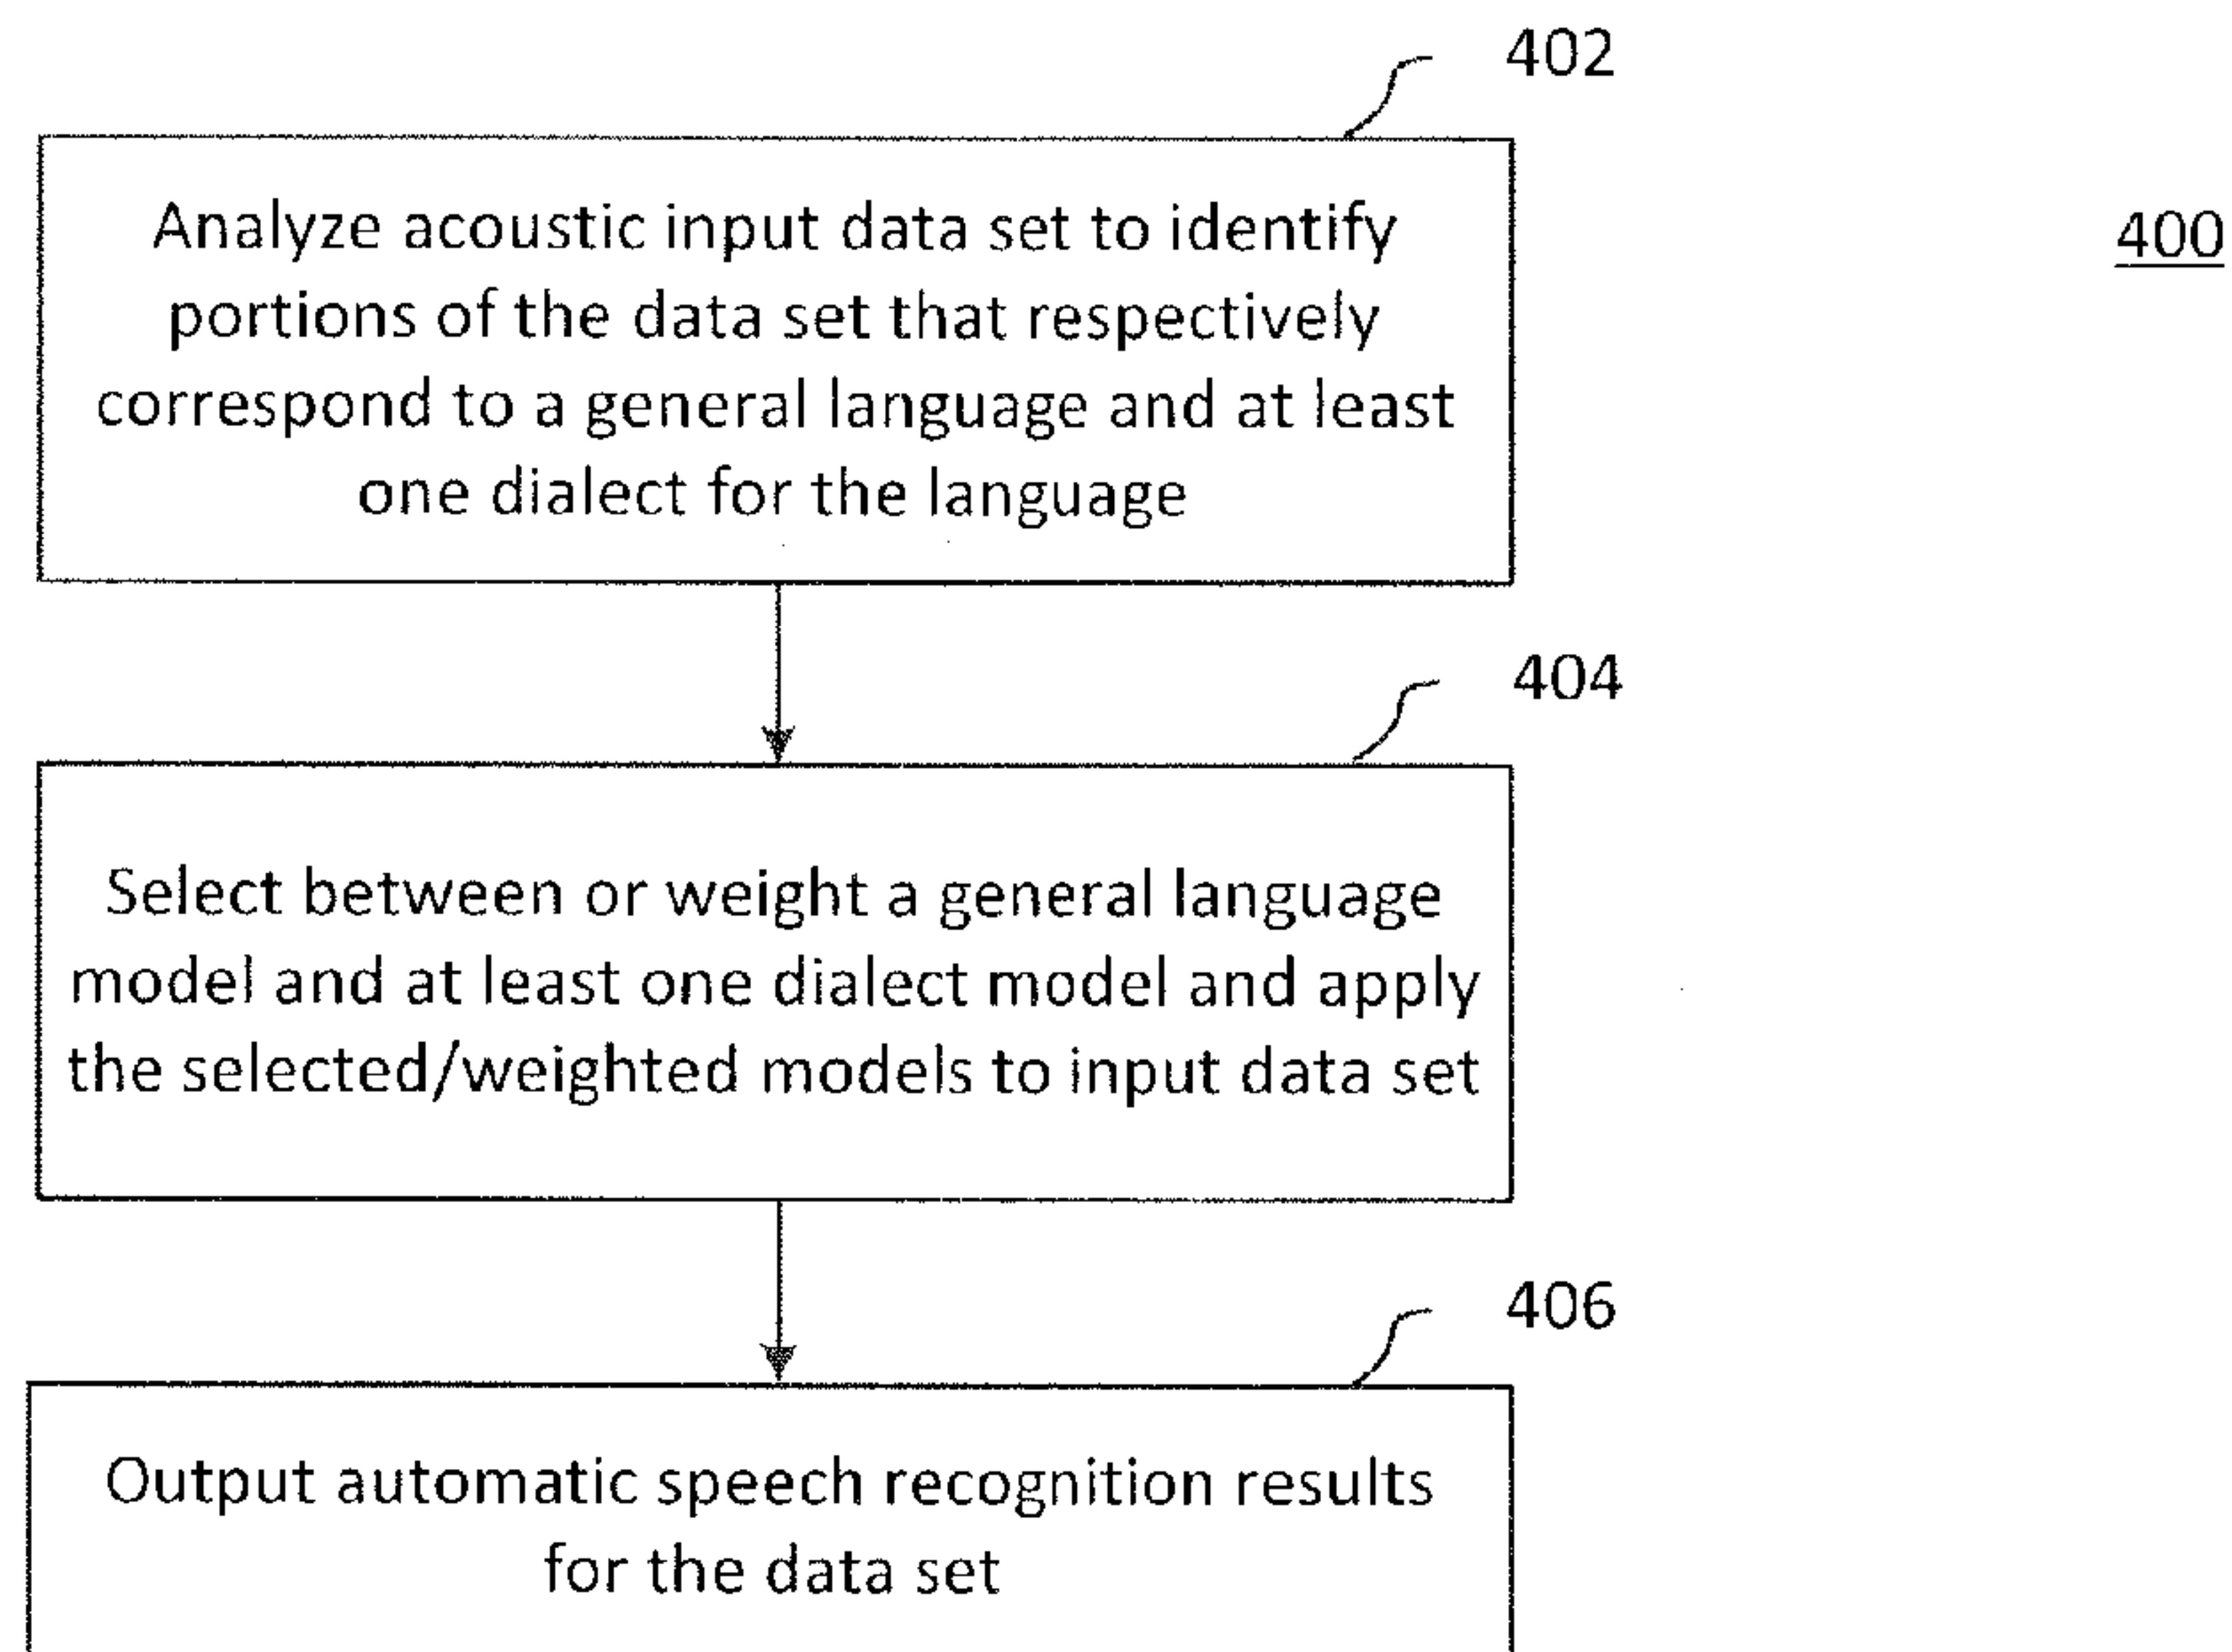 402
400
Analyze acoustic input data set to identify
portions of the data set that respectively
correspond to a general language and at least
one dialect for the language
404
Select between or weight a general language
model and at least one dialect model and apply
the selected/weighted models to input data set
406
Output automatic speech recognition results
for the data set